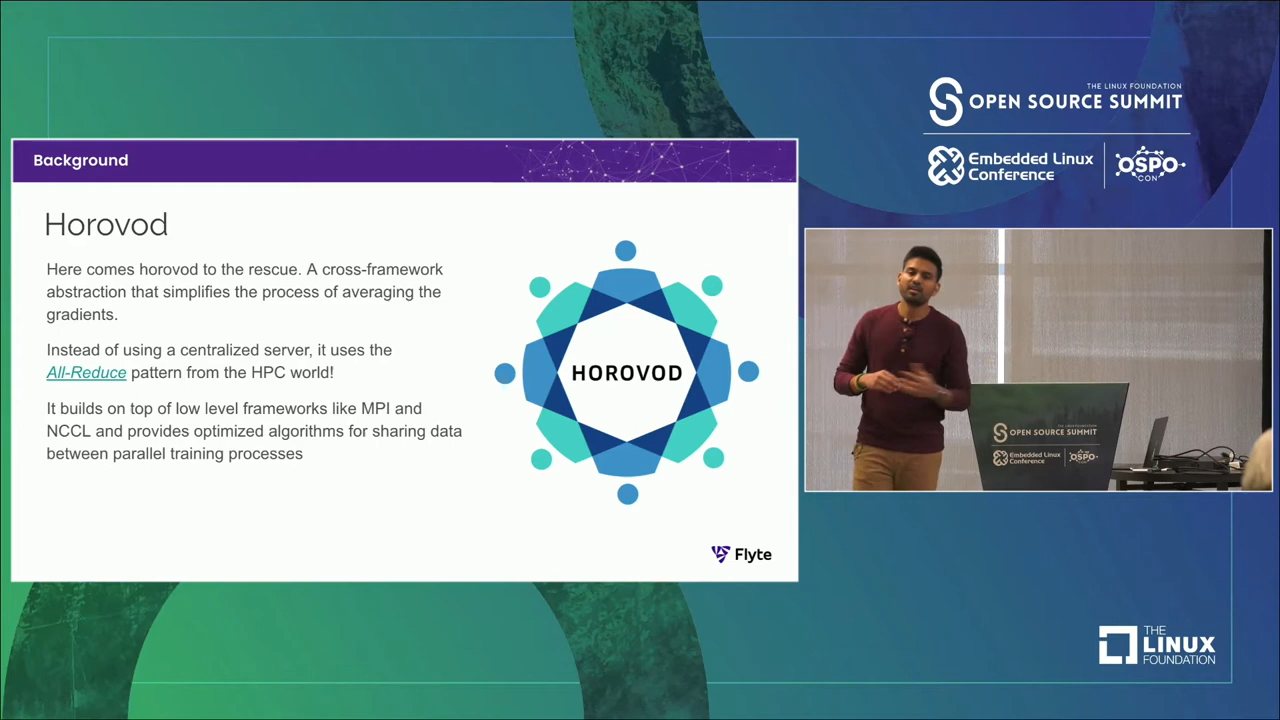 THE LINUX FOUNDATION
OPEN SOURCE SUMMIT
Embedded Linux
Conference
OSPO
CON
Background
Horovod
Here comes horovod to the rescue. A cross-framework
abstraction that simplifies the process of averaging the
gradients.
Instead of using a centralized server, it uses the
All-Reduce pattern from the HPC world!
It builds on top of low level frameworks like MPI and
NCCL and provides optimized algorithms for sharing data
between parallel training processes
HOROVOD
Flyte
OPEN SOURCE SUMMIT
Embedded Linux
Conference
OSPO
CON
THE
LINUX
FOUNDATION